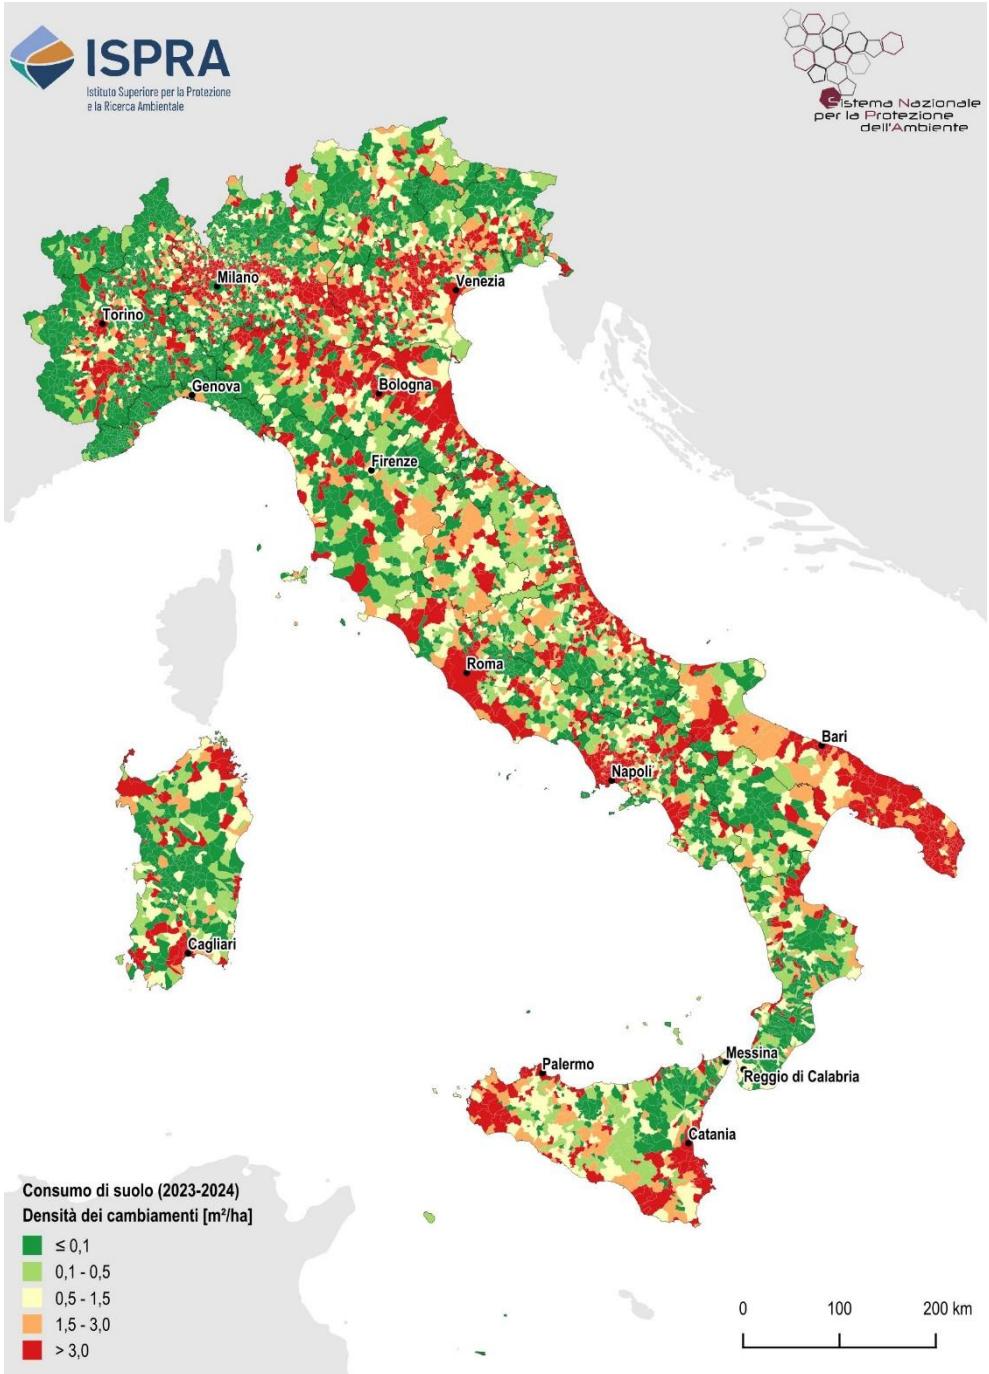 ISPRA
Istituto Superiore per la Protezione
e la Ricerca Ambientale
Sistema Nazionale
per la Protezione
dell'Ambiente
Milano
Venezia
Torino
Genova
Bologna
Firenze
Roma
Bari
Napoli
Cagliari
Messina
Palermo
Reggio di Calabria
Catania
Consumo di suolo (2023-2024)
Densità dei cambiamenti [m²/ha]
≤ 0,1
0,1 - 0,5
0,5 - 1,5
1,5 - 3,0
> 3,0
0 100 200 km